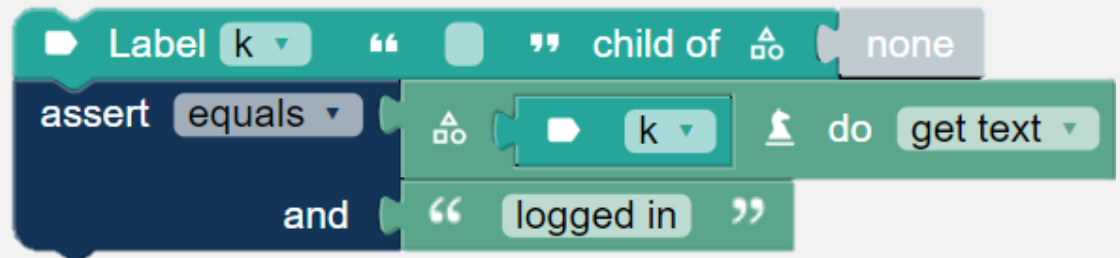 Label k “ ” child of none
assert equals k do get text
and “ logged in ”